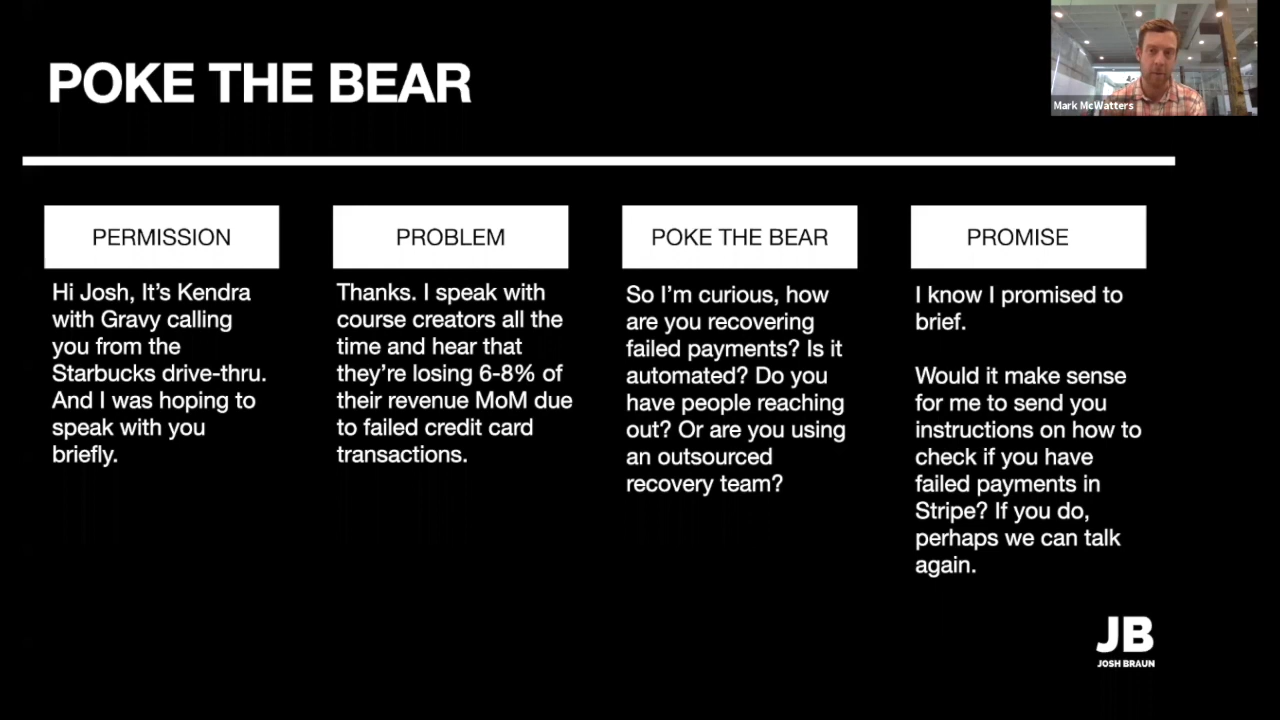 POKE THE BEAR
Mark McWatters
PERMISSION
Hi Josh, It’s Kendra
with Gravy calling
you from the
Starbucks drive-thru.
And I was hoping to
speak with you
briefly.
PROBLEM
Thanks. I speak with
course creators all the
time and hear that
they’re losing 6-8% of
their revenue MoM due
to failed credit card
transactions.
POKE THE BEAR
So I’m curious, how
are you recovering
failed payments? Is it
automated? Do you
have people reaching
out? Or are you using
an outsourced
recovery team?
PROMISE
I know I promised to
brief.
Would it make sense
for me to send you
instructions on how to
check if you have
failed payments in
Stripe? If you do,
perhaps we can talk
again.
JB
JOSH BRAUN